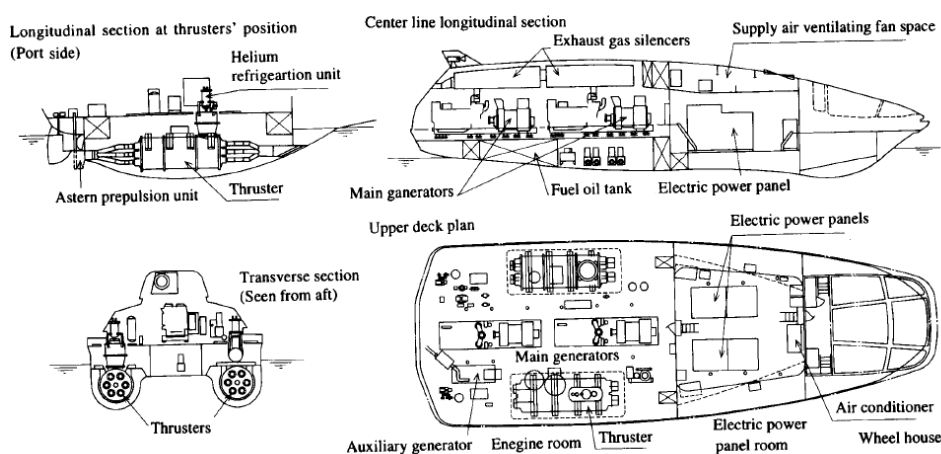 Longitudinal section at thrusters' position
(Port side)
Helium
refrigeartion unit
Astern prepulsion unit
Thruster
Center line longitudinal section
Exhaust gas silencers
Supply air ventilating fan space
Main ganerators
Fuel oil tank
Electric power panel
Transverse section
(Seen from aft)
Thrusters
Upper deck plan
Electric power panels
Main generators
Auxiliary generator
Enegine room
Thruster
Electric power
panel room
Air conditioner
Wheel house